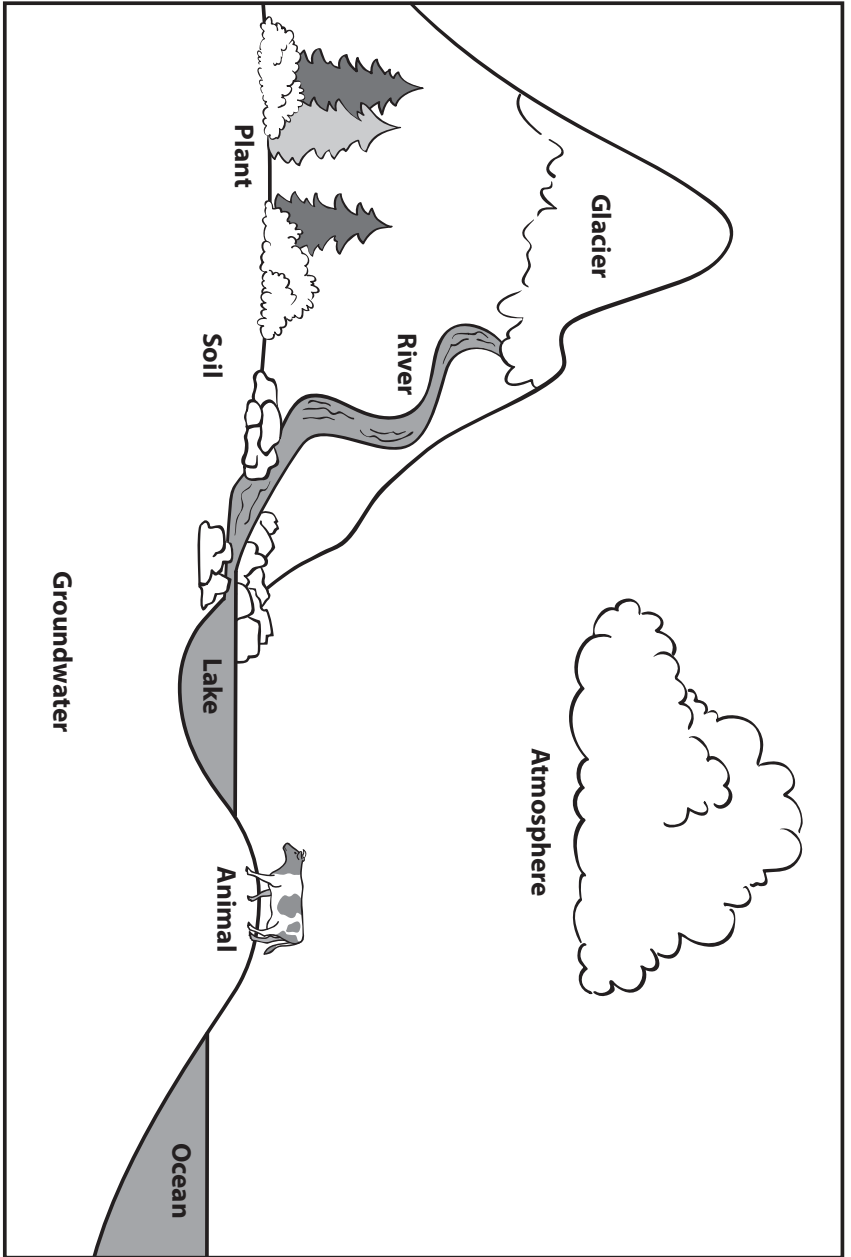 Atmosphere
Glacier
River
Plant
Soil
Lake
Animal
Ocean
Groundwater